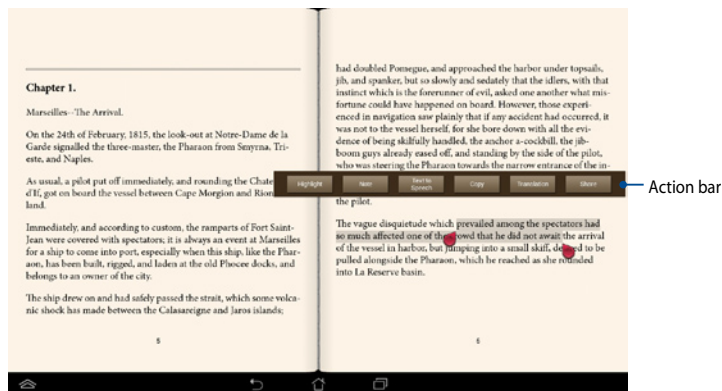 Chapter 1.
Marseilles--The Arrival.
On the 24th of February, 1815, the look-out at Notre-Dame de la
Garde signalled the three-master, the Pharaon from Smyrna, Tri-
este, and Naples.
As usual, a pilot put off immediately, and rounding the Chate
d'If, got on board the vessel between Cape Morgion and Rion
land.
Immediately, and according to custom, the ramparts of Fort Saint-
Jean were covered with spectators; it is always an event at Marseilles
for a ship to come into port, especially when this ship, like the Phar-
aon, has been built, rigged, and laden at the old Phocee docks, and
belongs to an owner of the city.
The ship drew on and had safely passed the strait, which some volca-
nic shock has made between the Calasareigne and Jaros islands;
5
had doubled Pomegue, and approached the harbor under topsails,
jib, and spanker, but so slowly and sedately that the idlers, with that
instinct which is the forerunner of evil, asked one another what mis-
fortune could have happened on board. However, those experi-
enced in navigation saw plainly that if any accident had occurred, it
was not to the vessel herself, for she bore down with all the evi-
dence of being skilfully handled, the anchor a-cockbill, the jib-
boom guys already eased off, and standing by the side of the pilot,
who was steering the Pharaon towards the narrow entrance of the in-
Highlight Note Text to Speech Copy Translation Share
Action bar
the pilot.
The vague disquietude which prevailed among the spectators had
so much affected one of the crowd that he did not await the arrival
of the vessel in harbor, but jumping into a small skiff, desired to be
pulled alongside the Pharaon, which he reached as she rounded
into La Reserve basin.
6